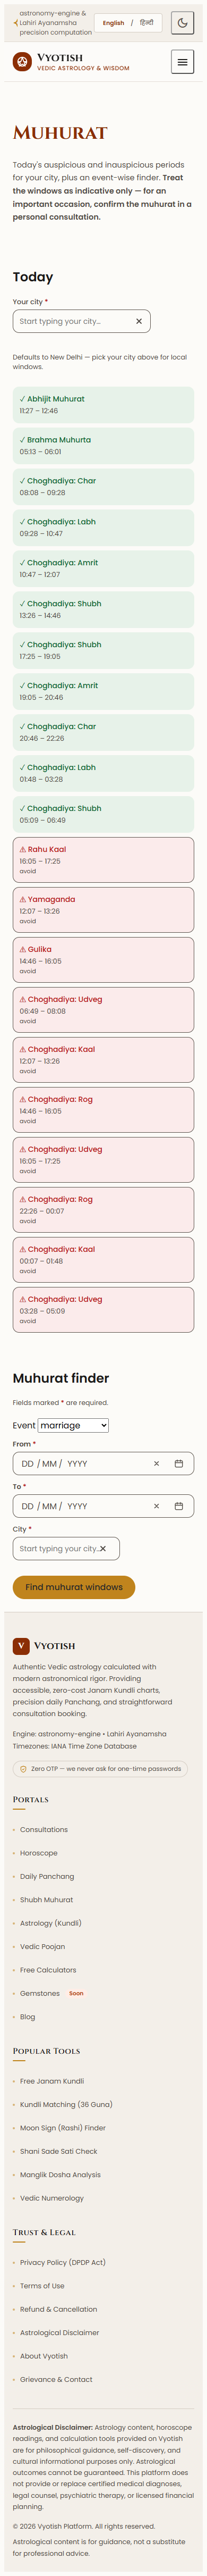 astronomy-engine &
Lahiri Ayanamsha
precision computation
English / हिन्दी
VYOTISH
VEDIC ASTROLOGY & WISDOM
MUHURAT
Today's auspicious and inauspicious periods
for your city, plus an event-wise finder. Treat
the windows as indicative only — for an
important occasion, confirm the muhurat in a
personal consultation.
Today
Your city *
Start typing your city...
Defaults to New Delhi — pick your city above for local
windows.
✓ Abhijit Muhurat
11:27 – 12:46
✓ Brahma Muhurta
05:13 – 06:01
✓ Choghadiya: Char
08:08 – 09:28
✓ Choghadiya: Labh
09:28 – 10:47
✓ Choghadiya: Amrit
10:47 – 12:07
✓ Choghadiya: Shubh
13:26 – 14:46
✓ Choghadiya: Shubh
17:25 – 19:05
✓ Choghadiya: Amrit
19:05 – 20:46
✓ Choghadiya: Char
20:46 – 22:26
✓ Choghadiya: Labh
01:48 – 03:28
✓ Choghadiya: Shubh
05:09 – 06:49
⚠ Rahu Kaal
16:05 – 17:25
avoid
⚠ Yamaganda
12:07 – 13:26
avoid
⚠ Gulika
14:46 – 16:05
avoid
⚠ Choghadiya: Udveg
06:49 – 08:08
avoid
⚠ Choghadiya: Kaal
12:07 – 13:26
avoid
⚠ Choghadiya: Rog
14:46 – 16:05
avoid
⚠ Choghadiya: Udveg
16:05 – 17:25
avoid
⚠ Choghadiya: Rog
22:26 – 00:07
avoid
⚠ Choghadiya: Kaal
00:07 – 01:48
avoid
⚠ Choghadiya: Udveg
03:28 – 05:09
avoid
Muhurat finder
Fields marked * are required.
Event marriage
From *
DD / MM / YYYY
To *
DD / MM / YYYY
City *
Start typing your city...
Find muhurat windows
V VYOTISH
Authentic Vedic astrology calculated with
modern astronomical rigor. Providing
accessible, zero-cost Janam Kundli charts,
precision daily Panchang, and straightforward
consultation booking.
Engine: astronomy-engine • Lahiri Ayanamsha
Timezones: IANA Time Zone Database
Zero OTP — we never ask for one-time passwords
PORTALS
Consultations
Horoscope
Daily Panchang
Shubh Muhurat
Astrology (Kundli)
Vedic Poojan
Free Calculators
Gemstones Soon
Blog
POPULAR TOOLS
Free Janam Kundli
Kundli Matching (36 Guna)
Moon Sign (Rashi) Finder
Shani Sade Sati Check
Manglik Dosha Analysis
Vedic Numerology
TRUST & LEGAL
Privacy Policy (DPDP Act)
Terms of Use
Refund & Cancellation
Astrological Disclaimer
About Vyotish
Grievance & Contact
Astrological Disclaimer: Astrology content, horoscope
readings, and calculation tools provided on Vyotish
are for philosophical guidance, self-discovery, and
cultural informational purposes only. Astrological
outcomes cannot be guaranteed. This platform does
not provide or replace certified medical diagnoses,
legal counsel, psychiatric therapy, or licensed financial
planning.
© 2026 Vyotish Platform. All rights reserved.
Astrological content is for guidance, not a substitute
for professional advice.